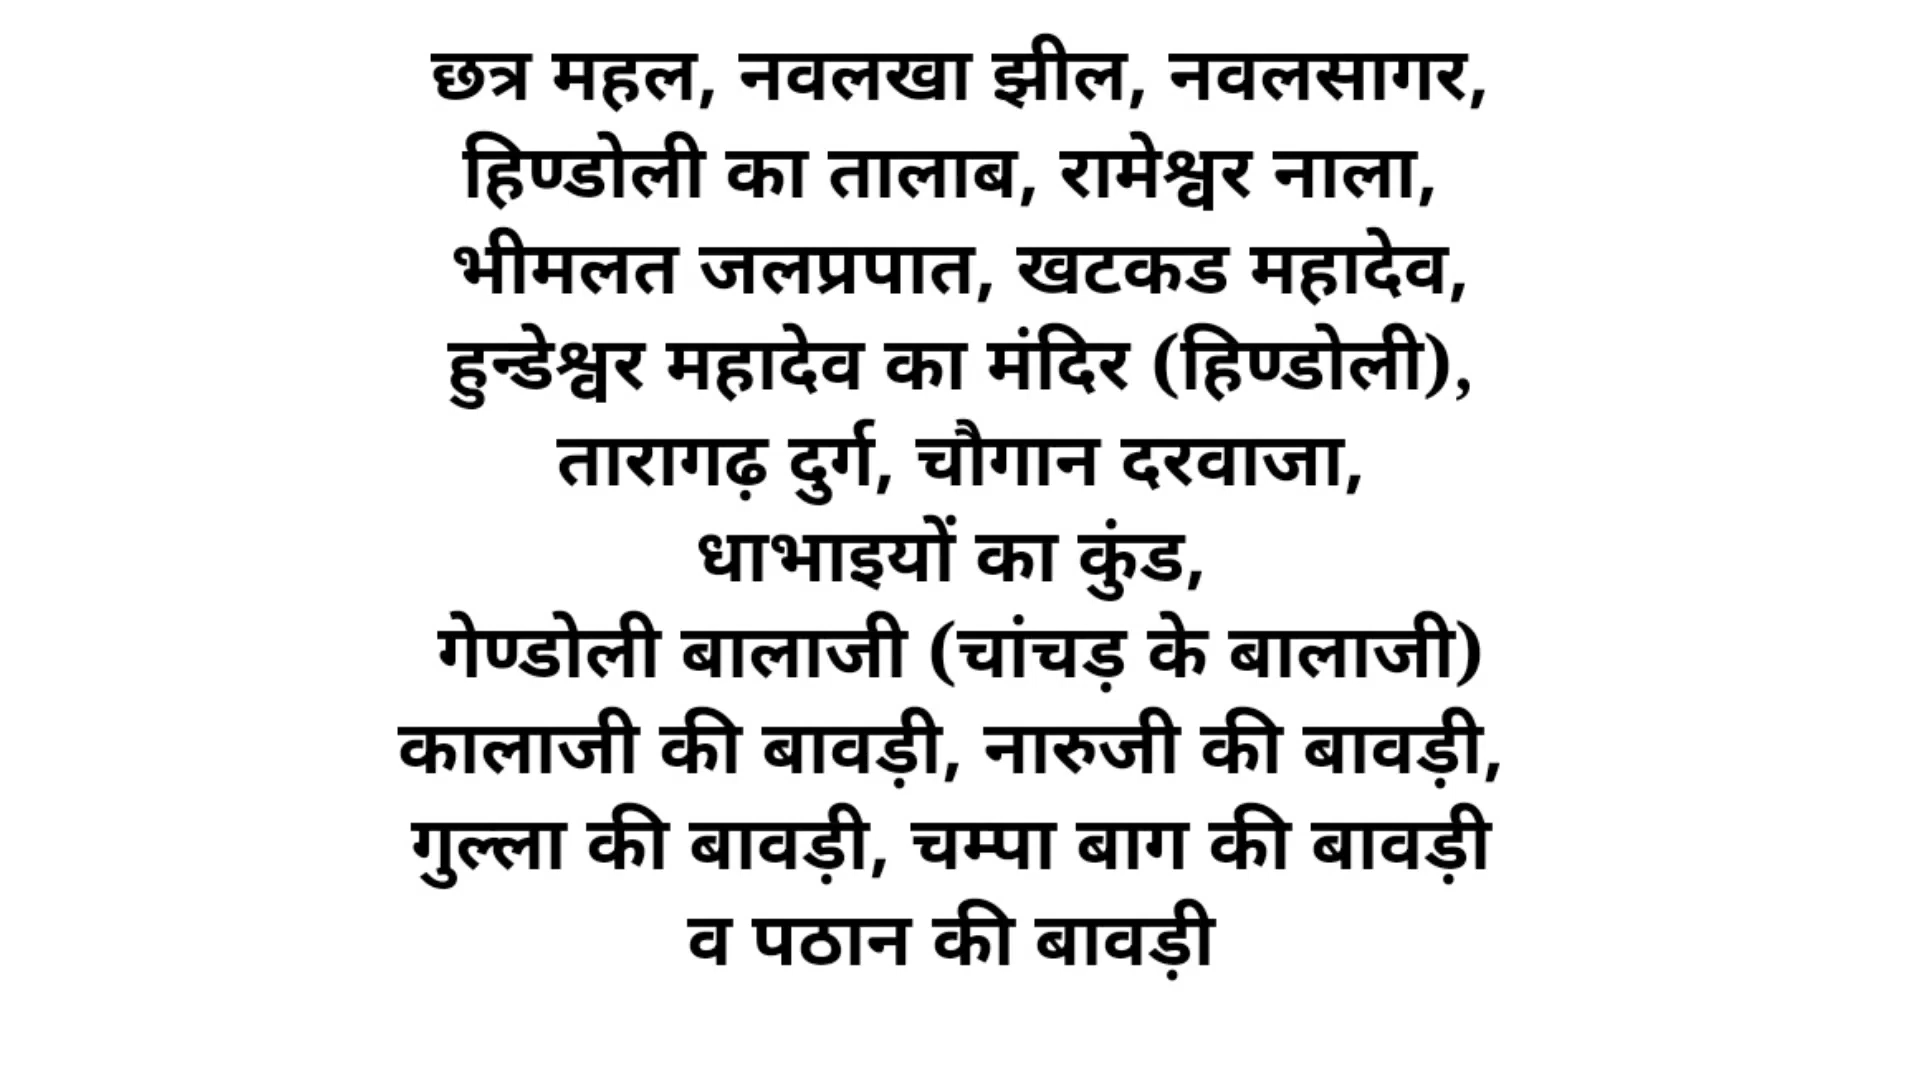 छत्र महल, नवलखा झील, नवलसागर,
हिण्डोली का तालाब, रामेश्वर नाला,
भीमलत जलप्रपात, खटकड महादेव,
हुन्डेश्वर महादेव का मंदिर (हिण्डोली),
तारागढ़ दुर्ग, चौगान दरवाजा,
धाभाइयों का कुंड,
गेण्डोली बालाजी (चांचड़ के बालाजी)
कालाजी की बावड़ी, नारुजी की बावड़ी,
गुल्ला की बावड़ी, चम्पा बाग की बावड़ी
व पठान की बावड़ी